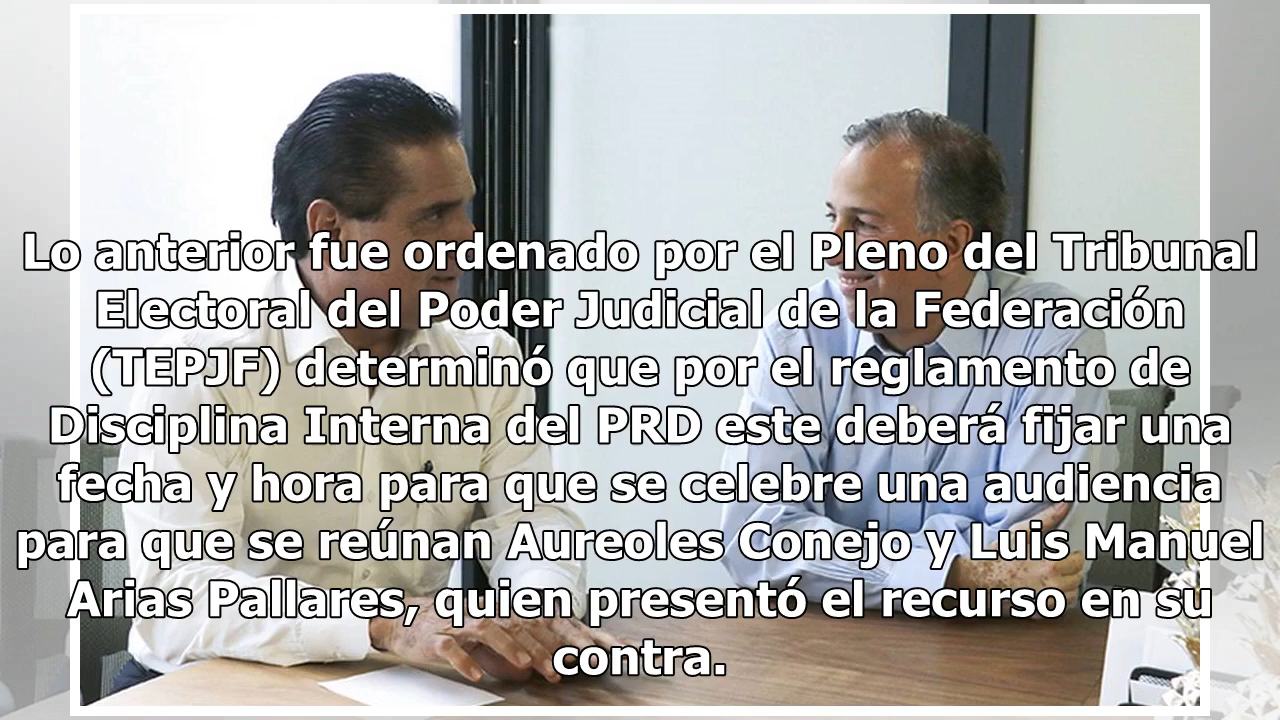 Lo anterior fue ordenado por el Pleno del Tribunal
Electoral del Poder Judicial de la Federación
(TEPJF) determinó que por el reglamento de
Disciplina Interna del PRD este deberá fijar una
fecha y hora para que se celebre una audiencia
para que se reúnan Aureoles Conejo y Luis Manuel
Arias Pallares, quien presentó el recurso en su
contra.